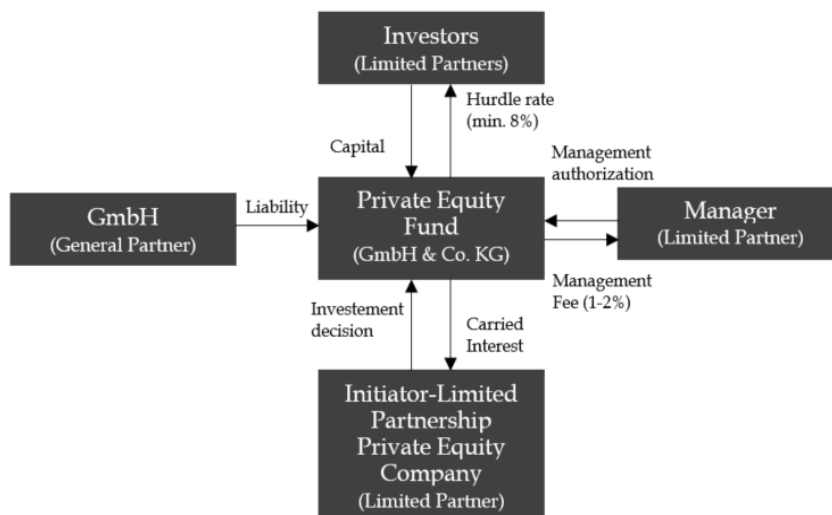 Investors
(Limited Partners)
Hurdle rate
(min. 8%)
Capital
Management
authorization
GmbH
(General Partner)
Liability
Private Equity
Fund
(GmbH & Co. KG)
Manager
(Limited Partner)
Management
Fee (1-2%)
Investement
decision
Carried
Interest
Initiator-Limited
Partnership
Private Equity
Company
(Limited Partner)